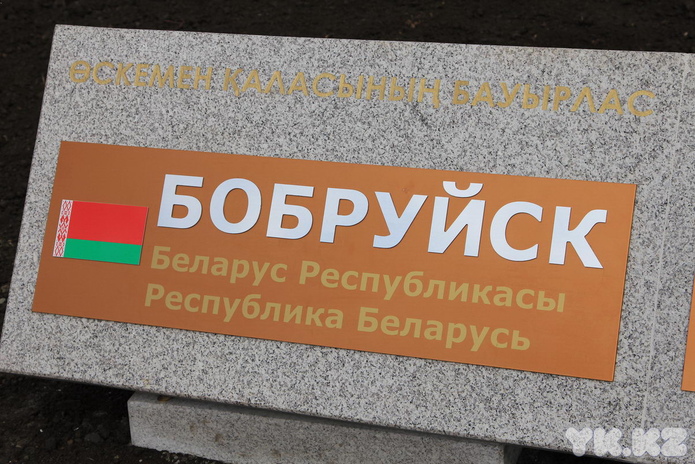 ӨСКЕМЕН ҚАЛАСЫНЫҢ БАУЫРЛАС
БОБРУЙСК
Беларус Республикасы
Республика Беларусь
YK.KZ